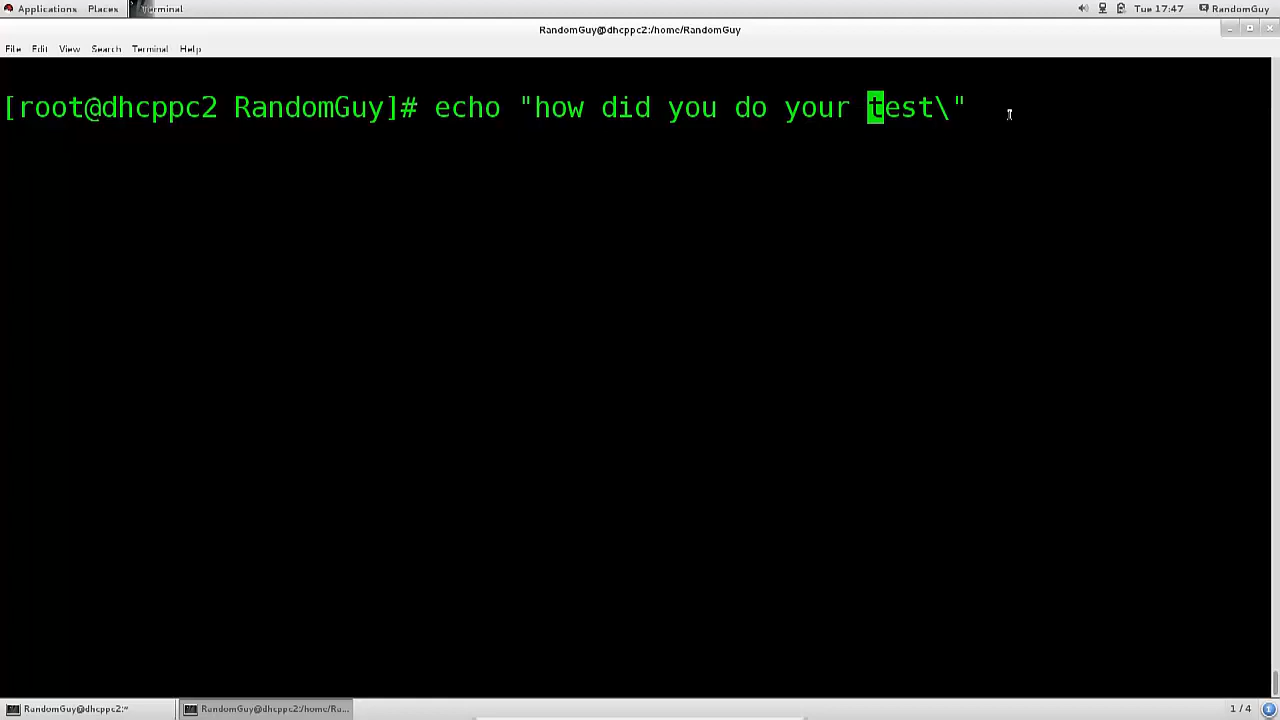 Applications Places Terminal Tue 17:47 RandomGuy
RandomGuy@dhcppc2:/home/RandomGuy
File Edit View Search Terminal Help
[root@dhcppc2 RandomGuy]# echo "how did you do your test\"
RandomGuy@dhcppc2:~ RandomGuy@dhcppc2:/home/Ra... 1 / 4